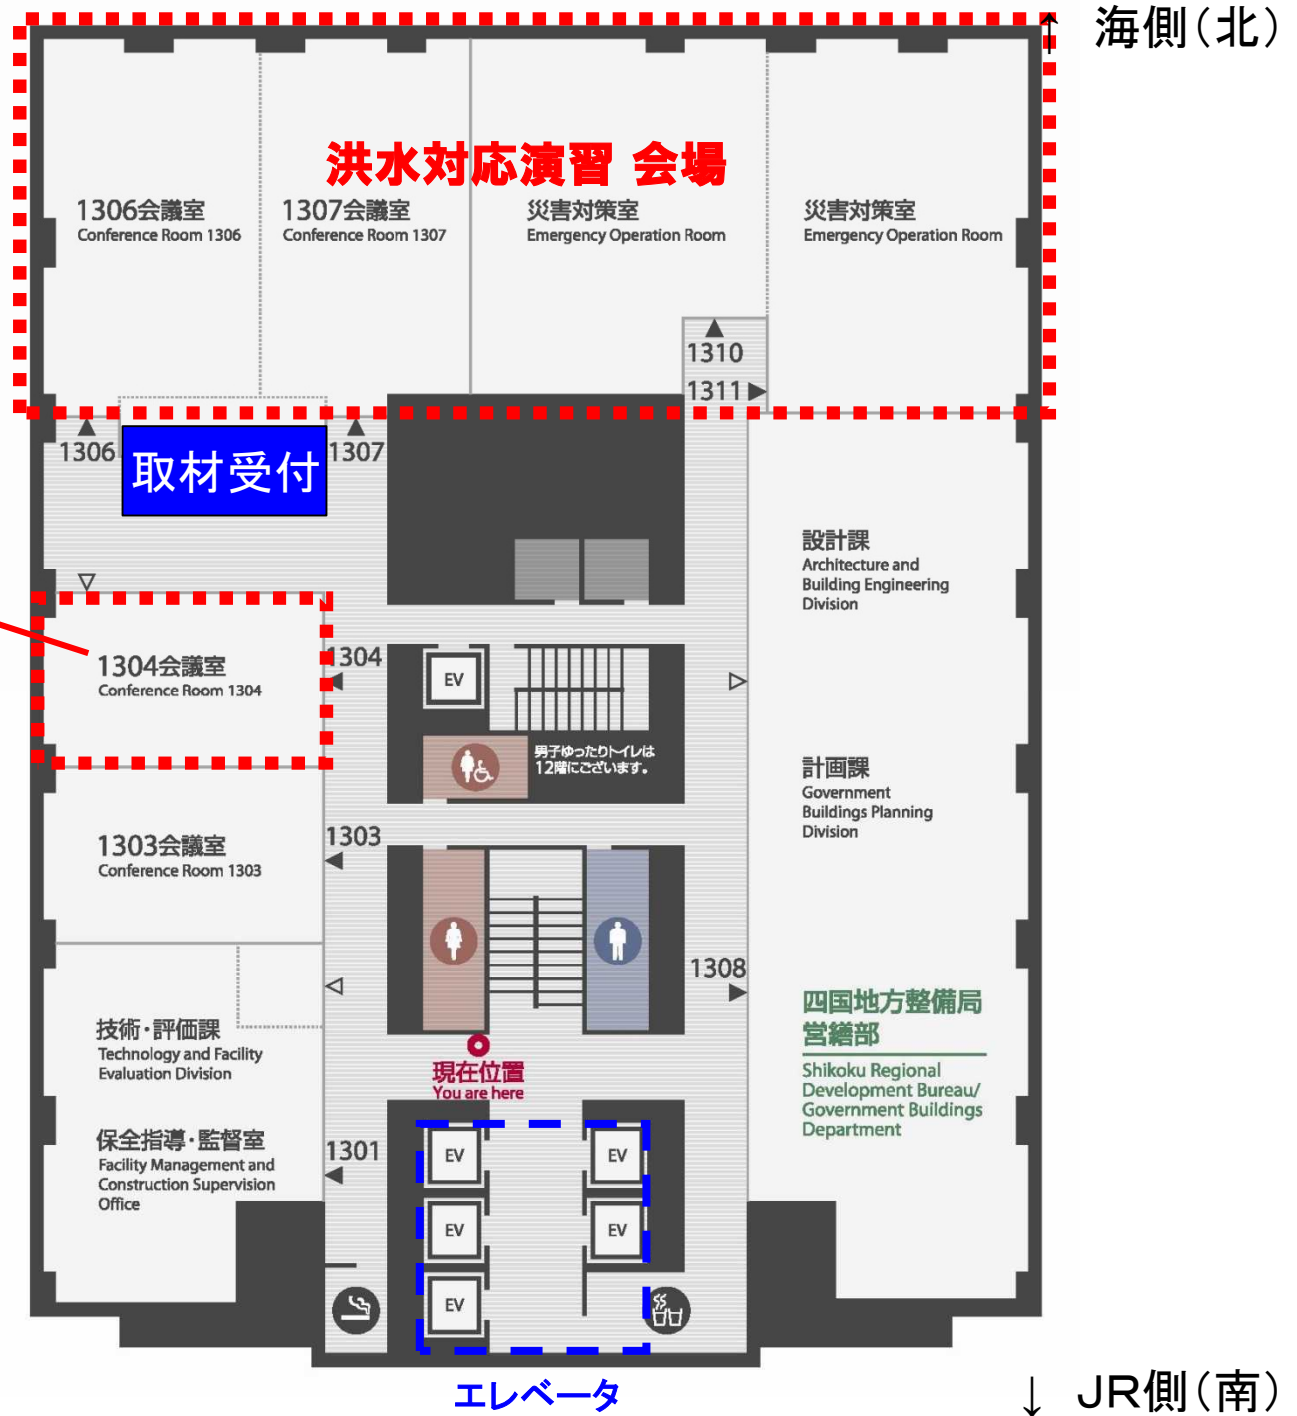 ↑ 海側（北）
洪水対応演習 会場
1306会議室
Conference Room 1306
1307会議室
Conference Room 1307
災害対策室
Emergency Operation Room
災害対策室
Emergency Operation Room
1310
1311
1306
取材受付
1307
設計課
Architecture and
Building Engineering
Division
1304会議室
Conference Room 1304
1304
EV
男子ゆったりトイレは
12階にございます。
計画課
Government
Buildings Planning
Division
1303会議室
Conference Room 1303
1303
1308
四国地方整備局
営繕部
Shikoku Regional
Development Bureau/
Government Buildings
Department
技術・評価課
Technology and Facility
Evaluation Division
現在位置
You are here
保全指導・監督室
Facility Management and
Construction Supervision
Office
1301
EV
EV
EV
EV
EV
エレベータ
↓ JR側（南）